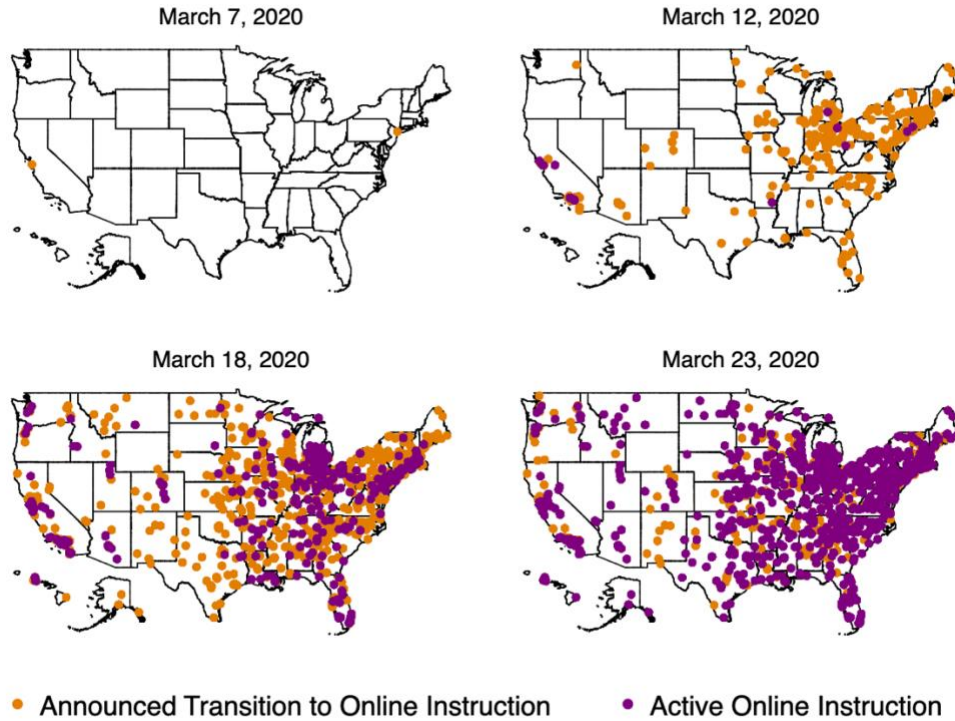 March 7, 2020
March 12, 2020
March 18, 2020
March 23, 2020
Announced Transition to Online Instruction
Active Online Instruction